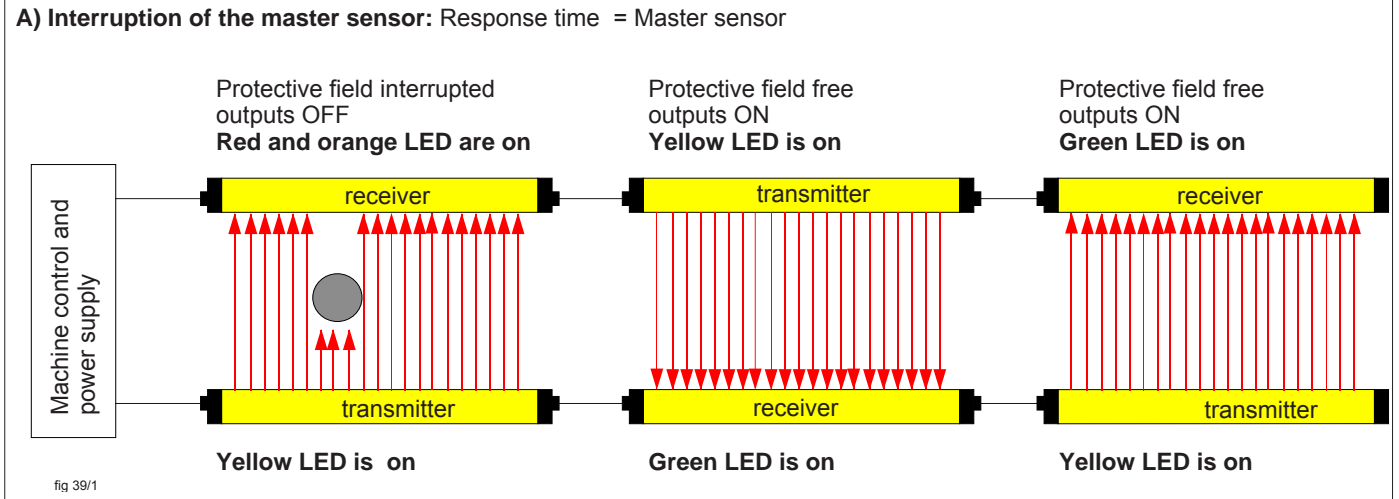 A) Interruption of the master sensor: Response time = Master sensor
Protective field interrupted
outputs OFF
Red and orange LED are on
Protective field free
outputs ON
Yellow LED is on
Protective field free
outputs ON
Green LED is on
Machine control and
power supply
receiver
transmitter
receiver
transmitter
receiver
transmitter
Yellow LED is on
Green LED is on
Yellow LED is on
fig 39/1